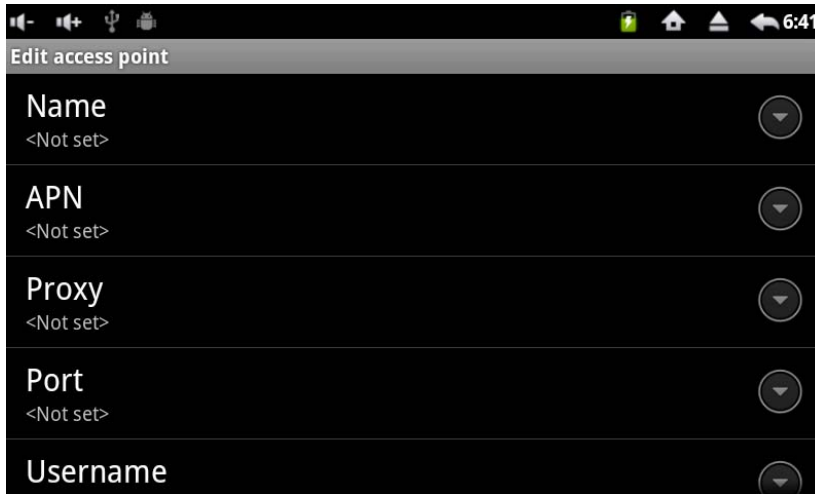 6:41
Edit access point
Name
<Not set>
APN
<Not set>
Proxy
<Not set>
Port
<Not set>
Username